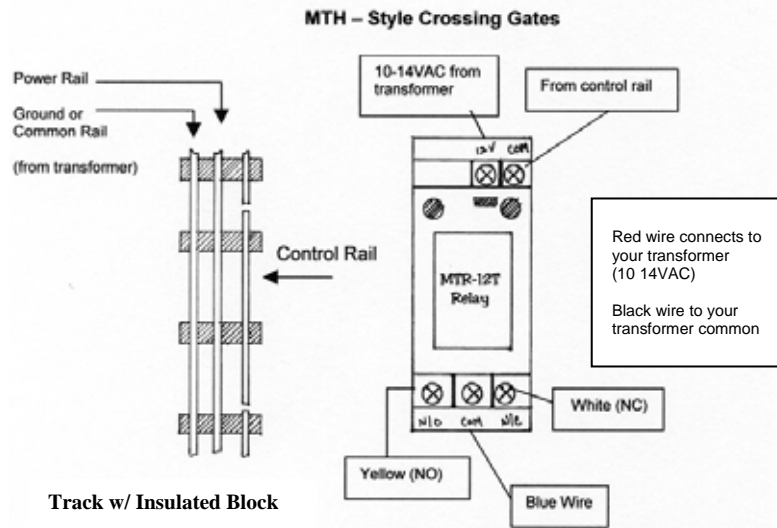 MTH – Style Crossing Gates
Power Rail
Ground or
Common Rail
(from transformer)
Control Rail
Track w/ Insulated Block
10-14VAC from
transformer
From control rail
12V COM
MTR-12T
Relay
N/O COM N/C
Yellow (NO)
White (NC)
Blue Wire
Red wire connects to
your transformer
(10 14VAC)
Black wire to your
transformer common